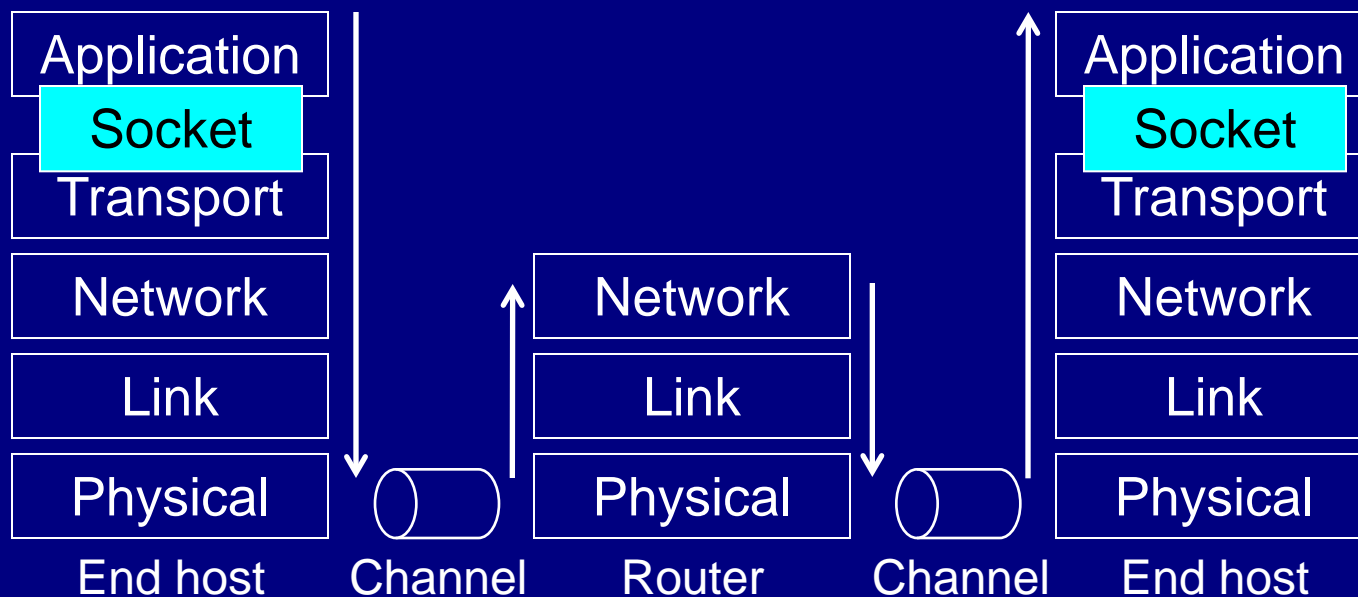 Application Application
Socket Socket
Transport Transport
Network Network Network
Link Link Link
Physical Physical Physical
End host Channel Router Channel End host